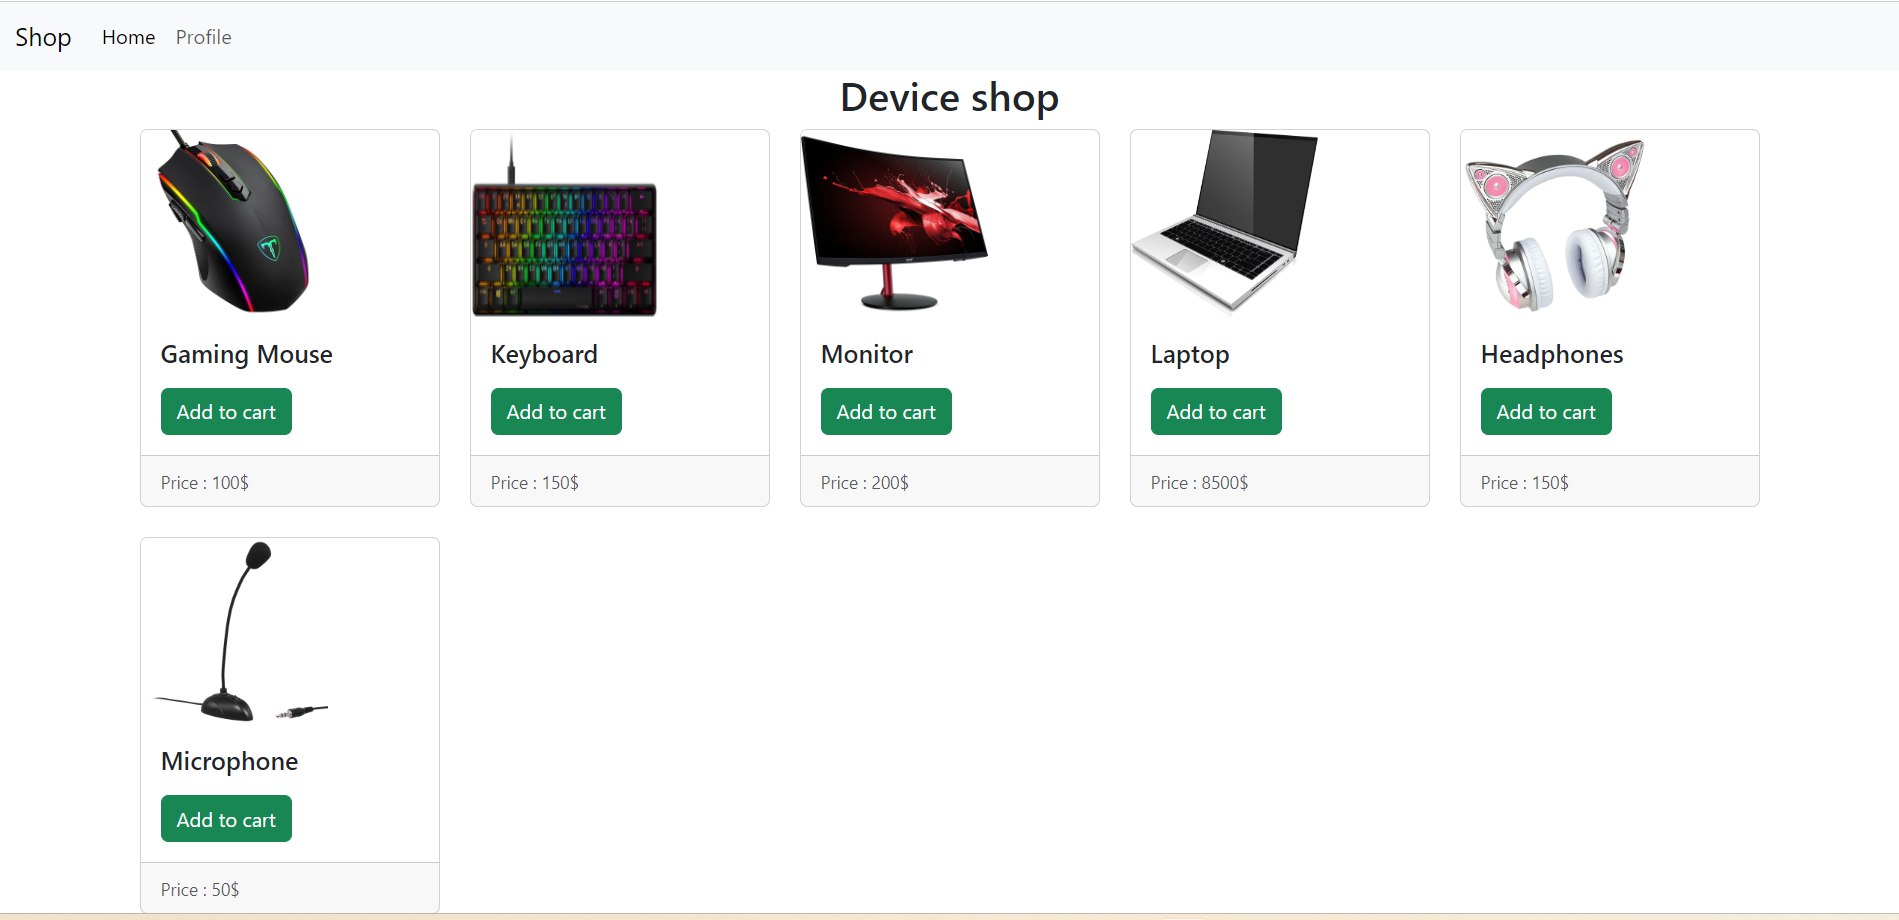 Shop Home Profile
Device shop
Gaming Mouse
Add to cart
Price : 100$
Keyboard
Add to cart
Price : 150$
Monitor
Add to cart
Price : 200$
Laptop
Add to cart
Price : 8500$
Headphones
Add to cart
Price : 150$
Microphone
Add to cart
Price : 50$